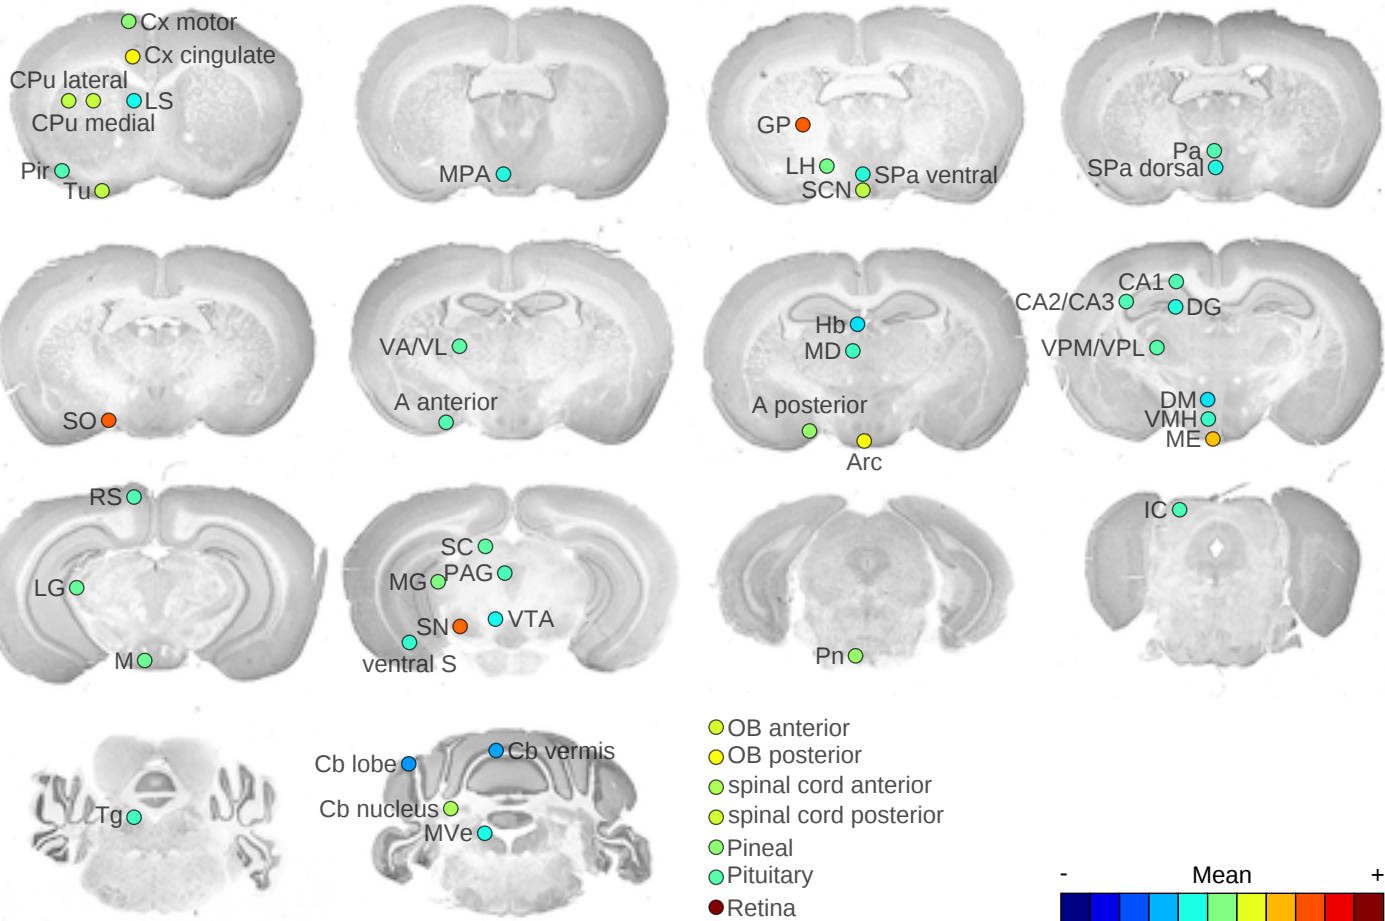 Cx motor
Cx cingulate
CPu lateral
LS
CPu medial
Pir
Tu
MPA
GP
LH
SPa ventral
SCN
Pa
SPa dorsal
SO
VA/VL
A anterior
Hb
MD
A posterior
Arc
CA1
CA2/CA3
DG
VPM/VPL
DM
VMH
ME
RS
LG
M
SC
MG
PAG
SN
VTA
ventral S
Pn
IC
Tg
Cb lobe
Cb vermis
Cb nucleus
MVe
OB anterior
OB posterior
spinal cord anterior
spinal cord posterior
Pineal
Pituitary
Retina
- Mean +